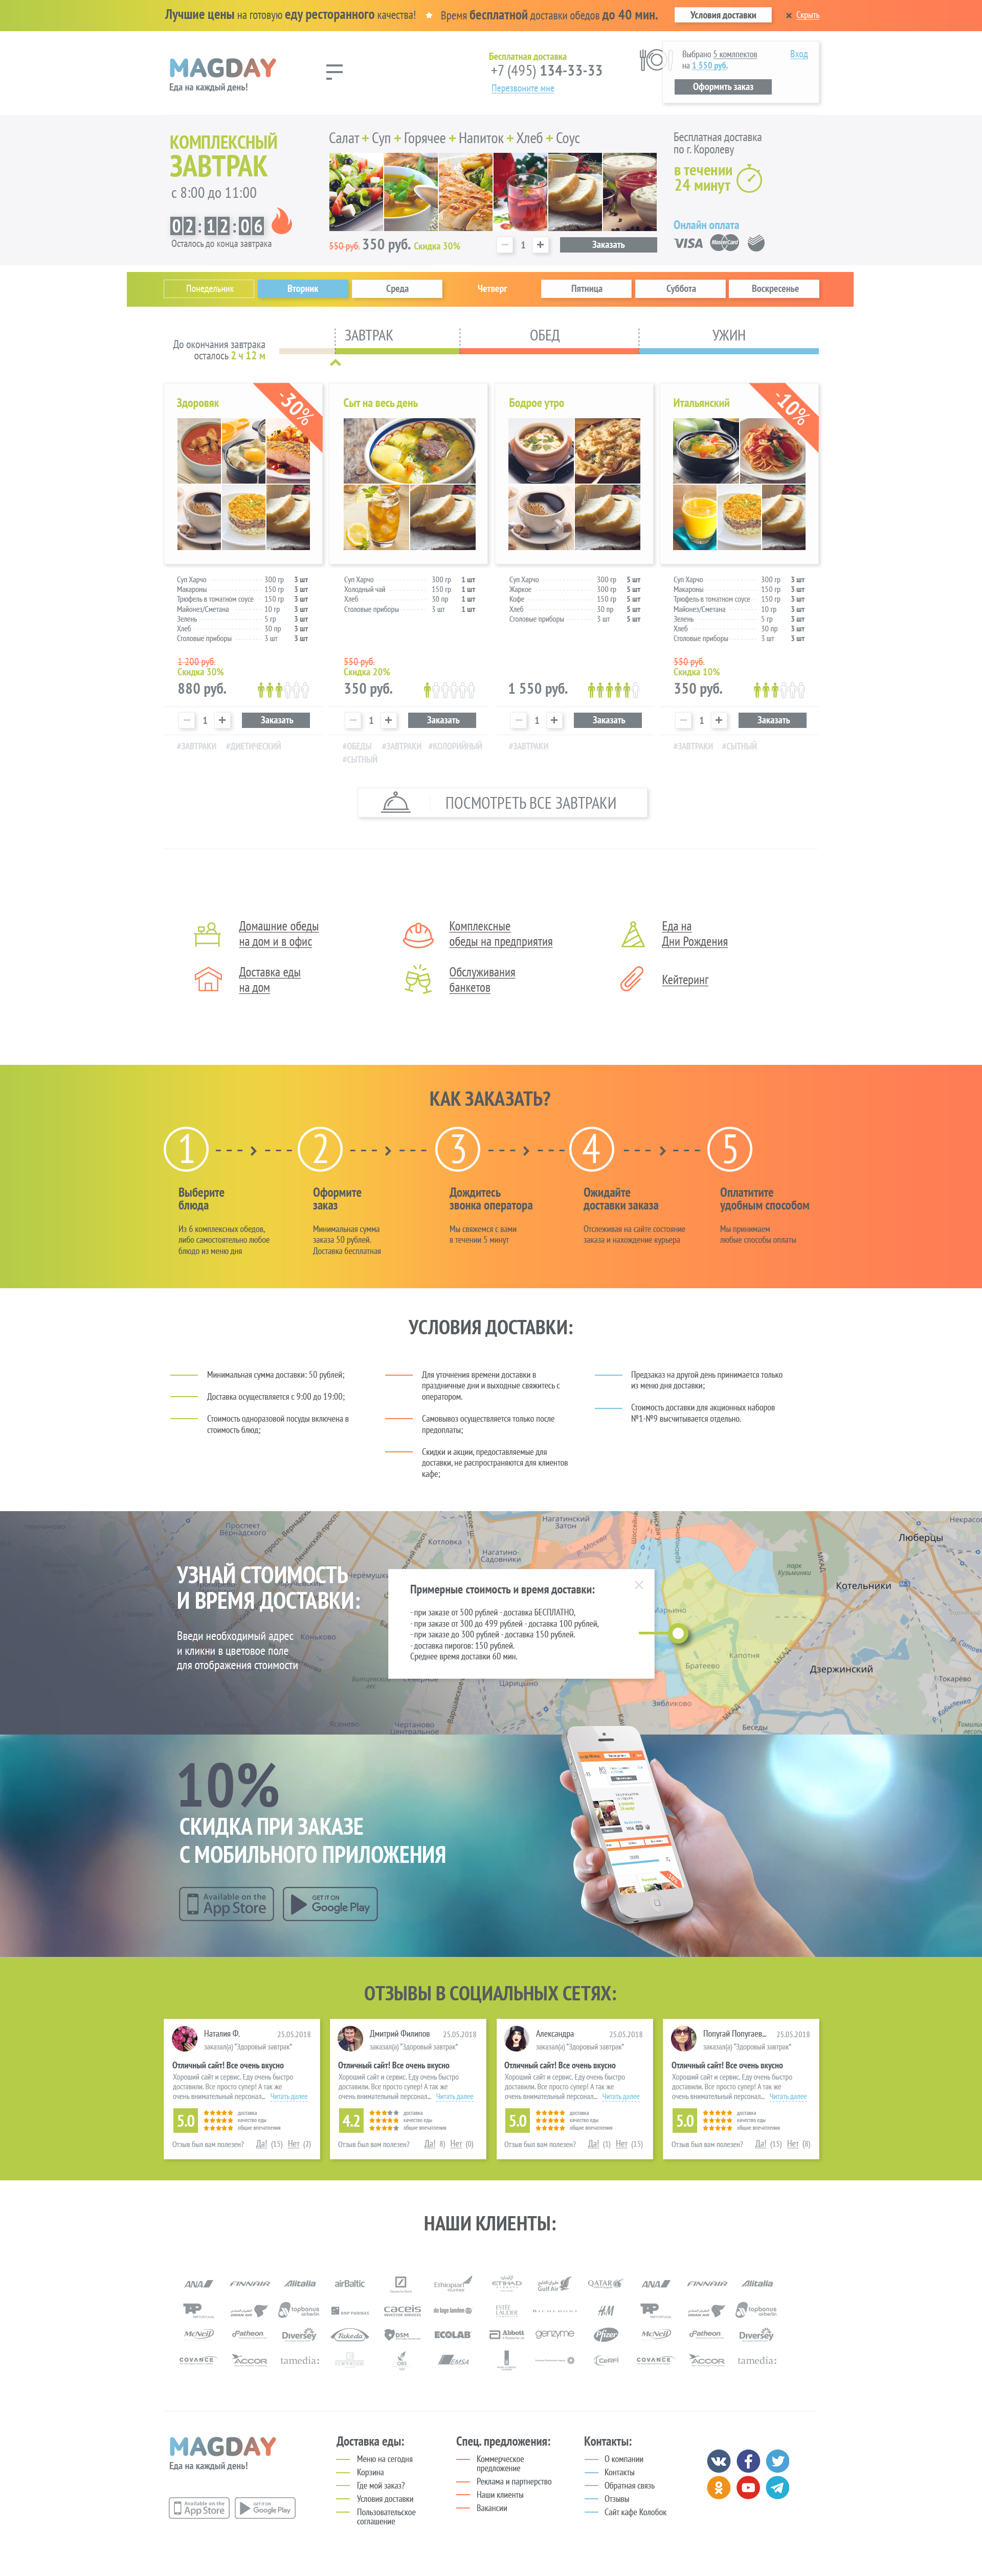 Лучшие цены на готовую еду ресторанного качества! Время бесплатной доставки обедов до 40 мин. Условия доставки Скрыть
MAGDAY
Еда на каждый день!
Бесплатная доставка
+7 (495) 134-33-33
Перезвоните мне
Выбрано 5 комлпектов Вход
на 1 550 руб.
Оформить заказ
КОМПЛЕКСНЫЙ
ЗАВТРАК
с 8:00 до 11:00
02:12:06
Осталось до конца завтрака
Салат + Суп + Горячее + Напиток + Хлеб + Соус
550 руб. 350 руб. Скидка 30% 1 Заказать
Бесплатная доставка
по г. Королеву
в течении
24 минут
Онлайн оплата
VISA MasterCard
Понедельник Вторник Среда Четверг Пятница Суббота Воскресенье
До окончания завтрака
осталось 2 ч 12 м
ЗАВТРАК ОБЕД УЖИН
Здоровяк
-30%
Суп Харчо 300 гр 3 шт
Макароны 150 гр 3 шт
Трюфель в томатном соусе 150 гр 3 шт
Майонез/Сметана 10 гр 3 шт
Зелень 5 гр 3 шт
Хлеб 30 пр 3 шт
Столовые приборы 3 шт 3 шт
1 200 руб.
Скидка 30%
880 руб.
1 Заказать
#ЗАВТРАКИ #ДИЕТИЧЕСКИЙ
Сыт на весь день
Суп Харчо 300 гр 1 шт
Холодный чай 150 гр 1 шт
Хлеб 30 пр 1 шт
Столовые приборы 3 шт 1 шт
550 руб.
Скидка 20%
350 руб.
1 Заказать
#ОБЕДЫ #ЗАВТРАКИ #КОЛОРИЙНЫЙ
#СЫТНЫЙ
Бодрое утро
Суп Харчо 300 гр 5 шт
Жаркое 300 гр 5 шт
Кофе 150 гр 5 шт
Хлеб 30 пр 5 шт
Столовые приборы 3 шт 5 шт
1 550 руб.
1 Заказать
#ЗАВТРАКИ
Итальянский
-10%
Суп Харчо 300 гр 3 шт
Макароны 150 гр 3 шт
Трюфель в томатном соусе 150 гр 3 шт
Майонез/Сметана 10 гр 3 шт
Зелень 5 гр 3 шт
Хлеб 30 пр 3 шт
Столовые приборы 3 шт 3 шт
550 руб.
Скидка 10%
350 руб.
1 Заказать
#ЗАВТРАКИ #СЫТНЫЙ
ПОСМОТРЕТЬ ВСЕ ЗАВТРАКИ
Домашние обеды
на дом и в офис
Комплексные
обеды на предприятия
Еда на
Дни Рождения
Доставка еды
на дом
Обслуживания
банкетов
Кейтеринг
КАК ЗАКАЗАТЬ?
1 2 3 4 5
Выберите
блюда
Из 6 комплексных обедов,
либо самостоятельно любое
блюдо из меню дня
Оформите
заказ
Минимальная сумма
заказа 50 рублей.
Доставка бесплатная
Дождитесь
звонка оператора
Мы свяжемся с вами
в течении 5 минут
Ожидайте
доставки заказа
Отслеживая на сайте состояние
заказа и нахождение курьера
Оплатитите
удобным способом
Мы принимаем
любые способы оплаты
УСЛОВИЯ ДОСТАВКИ:
Минимальная сумма доставки: 50 рублей;
Доставка осуществляется с 9:00 до 19:00;
Стоимость одноразовой посуды включена в
стоимость блюд;
Для уточнения времени доставки в
праздничные дни и выходные свяжитесь с
оператором.
Самовывоз осуществляется только после
предоплаты;
Скидки и акции, предоставляемые для
доставки, не распространяются для клиентов
кафе;
Предзаказ на другой день принимается только
из меню дня доставки;
Стоимость доставки для акционных наборов
№1-№9 высчитывается отдельно.
УЗНАЙ СТОИМОСТЬ
И ВРЕМЯ ДОСТАВКИ:
Введи необходимый адрес
и кликни в цветовое поле
для отображения стоимости
Примерные стоимость и время доставки:
- при заказе от 500 рублей - доставка БЕСПЛАТНО,
- при заказе от 300 до 499 рублей - доставка 100 рублей,
- при заказе до 300 рублей - доставка 150 рублей.
- доставка пирогов: 150 рублей.
Среднее время доставки 60 мин.
Проспект
Вернадского
Котловка
Нагатинский
Затон
Нагатино-
Садовники
Люберцы
Котельники
парк
Кузьминки
Марьино
Капотня
Братеево
Дзержинский
Токарёво
Зябликово
Беседы
МКАД
Царицыно
Коньково
Ясенево
Чертаново
Центральное
10%
СКИДКА ПРИ ЗАКАЗЕ
С МОБИЛЬНОГО ПРИЛОЖЕНИЯ
Available on the
App Store
GET IT ON
Google Play
ОТЗЫВЫ В СОЦИАЛЬНЫХ СЕТЯХ:
Наталия Ф. 25.05.2018
заказал(а) "Здоровый завтрак"
Отличный сайт! Все очень вкусно
Хороший сайт и сервис. Еду очень быстро
доставили. Все просто супер! А так же
очень внимательный персонал... Читать далее
5.0 доставка
качество еды
общие впечатления
Отзыв был вам полезен? Да! (15) Нет (2)
Дмитрий Филипов 25.05.2018
заказал(а) "Здоровый завтрак"
Отличный сайт! Все очень вкусно
Хороший сайт и сервис. Еду очень быстро
доставили. Все просто супер! А так же
очень внимательный персонал... Читать далее
4.2 доставка
качество еды
общие впечатления
Отзыв был вам полезен? Да! 8) Нет (0)
Александра 25.05.2018
заказал(а) "Здоровый завтрак"
Отличный сайт! Все очень вкусно
Хороший сайт и сервис. Еду очень быстро
доставили. Все просто супер! А так же
очень внимательный персонал... Читать далее
5.0 доставка
качество еды
общие впечатления
Отзыв был вам полезен? Да! (1) Нет (15)
Попугай Попугаев... 25.05.2018
заказал(а) "Здоровый завтрак"
Отличный сайт! Все очень вкусно
Хороший сайт и сервис. Еду очень быстро
доставили. Все просто супер! А так же
очень внимательный персонал... Читать далее
5.0 доставка
качество еды
общие впечатления
Отзыв был вам полезен? Да! (15) Нет (8)
НАШИ КЛИЕНТЫ:
ANA FINNAIR Alitalia airBaltic Ethiopian ETIHAD Gulf Air QATAR ANA FINNAIR Alitalia
TAP topbonus airberlin BNP PARIBAS caceis de lage landen ESTĒE LAUDER RICHEMONT H&M TAP topbonus airberlin
McNeil Patheon Diversey Takeda DSM ECOLAB Abbott genzyme Pfizer McNeil Patheon Diversey
COVANCE ACCOR tamedia: EMSA CeRFI COVANCE ACCOR tamedia:
MAGDAY
Еда на каждый день!
Available on the
App Store
GET IT ON
Google Play
Доставка еды:
Меню на сегодня
Корзина
Где мой заказ?
Условия доставки
Пользовательское
соглашение
Спец. предложения:
Коммерческое
предложение
Реклама и партнерство
Наши клиенты
Вакансии
Контакты:
О компании
Контакты
Обратная связь
Отзывы
Сайт кафе Колобок